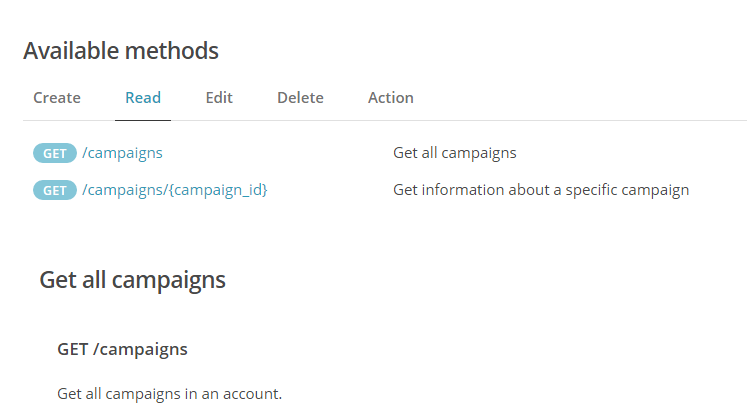 Available methods
Create Read Edit Delete Action
GET /campaigns Get all campaigns
GET /campaigns/{campaign_id} Get information about a specific campaign
Get all campaigns
GET /campaigns
Get all campaigns in an account.